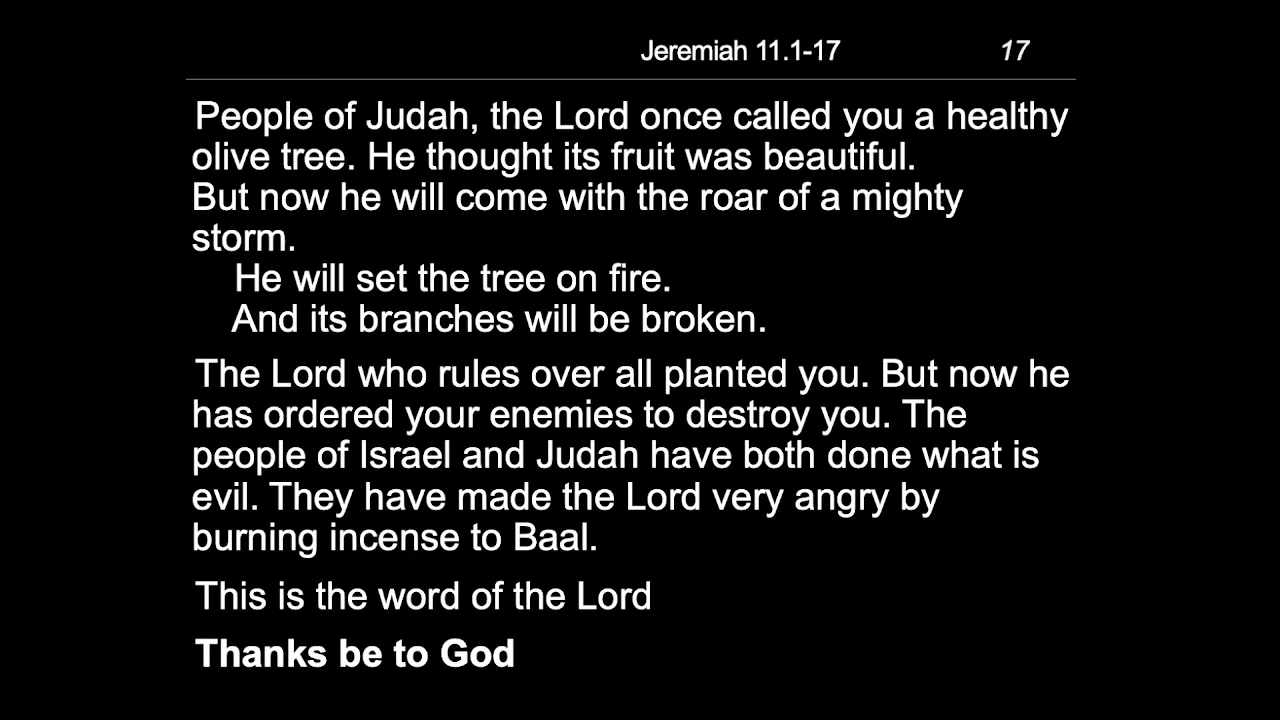 Jeremiah 11.1-17 17
People of Judah, the Lord once called you a healthy
olive tree. He thought its fruit was beautiful.
But now he will come with the roar of a mighty
storm.
He will set the tree on fire.
And its branches will be broken.
The Lord who rules over all planted you. But now he
has ordered your enemies to destroy you. The
people of Israel and Judah have both done what is
evil. They have made the Lord very angry by
burning incense to Baal.
This is the word of the Lord
Thanks be to God